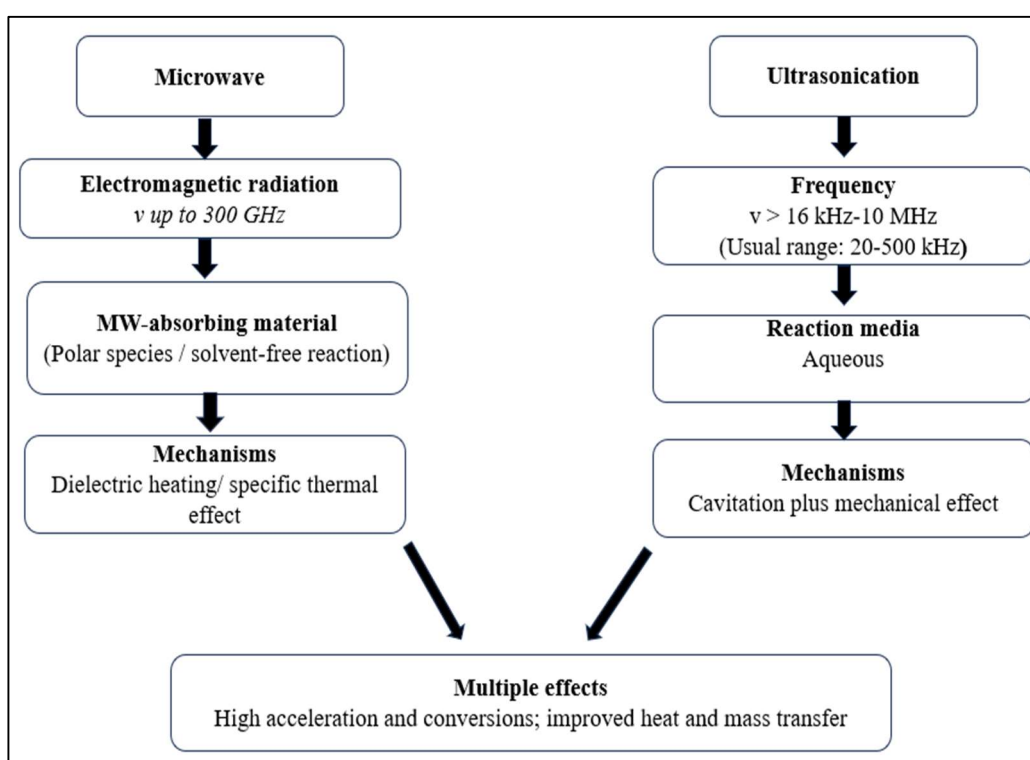 Microwave
Electromagnetic radiation
v up to 300 GHz
MW-absorbing material
(Polar species / solvent-free reaction)
Mechanisms
Dielectric heating/ specific thermal
effect
Ultrasonication
Frequency
v > 16 kHz-10 MHz
(Usual range: 20-500 kHz)
Reaction media
Aqueous
Mechanisms
Cavitation plus mechanical effect
Multiple effects
High acceleration and conversions; improved heat and mass transfer